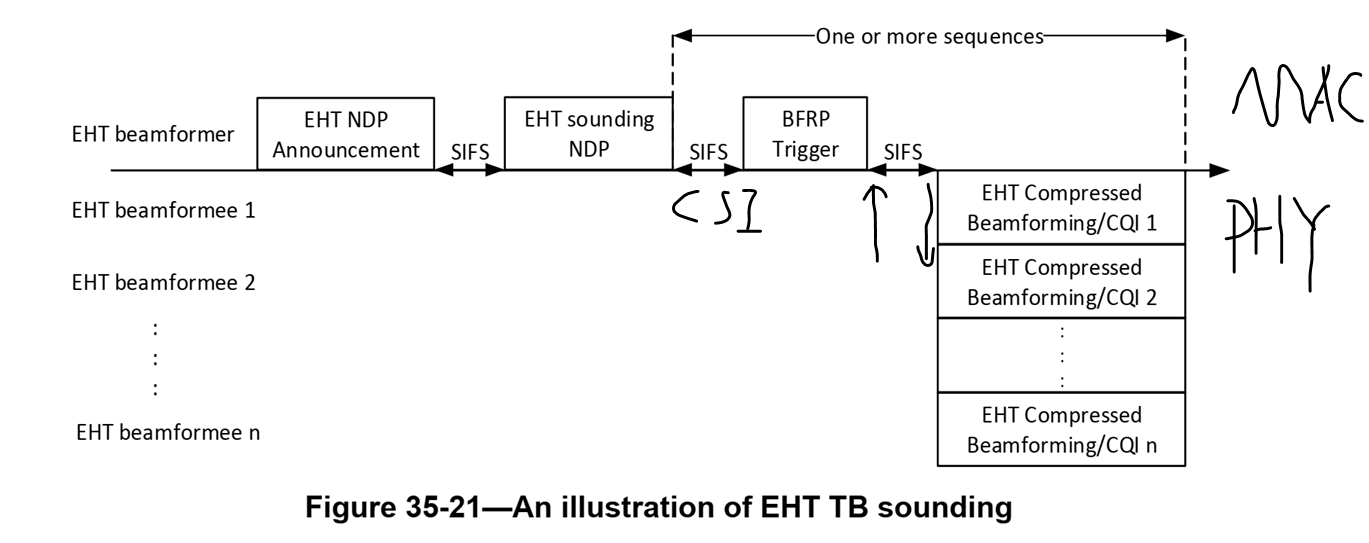 One or more sequences
MAC
EHT beamformer
EHT NDP
Announcement
SIFS
EHT sounding
NDP
SIFS
BFRP
Trigger
SIFS
EHT beamformee 1
CSI
EHT Compressed
Beamforming/CQI 1
PHY
EHT beamformee 2
EHT Compressed
Beamforming/CQI 2
:
:
:
:
:
:
EHT beamformee n
EHT Compressed
Beamforming/CQI n
Figure 35-21—An illustration of EHT TB sounding